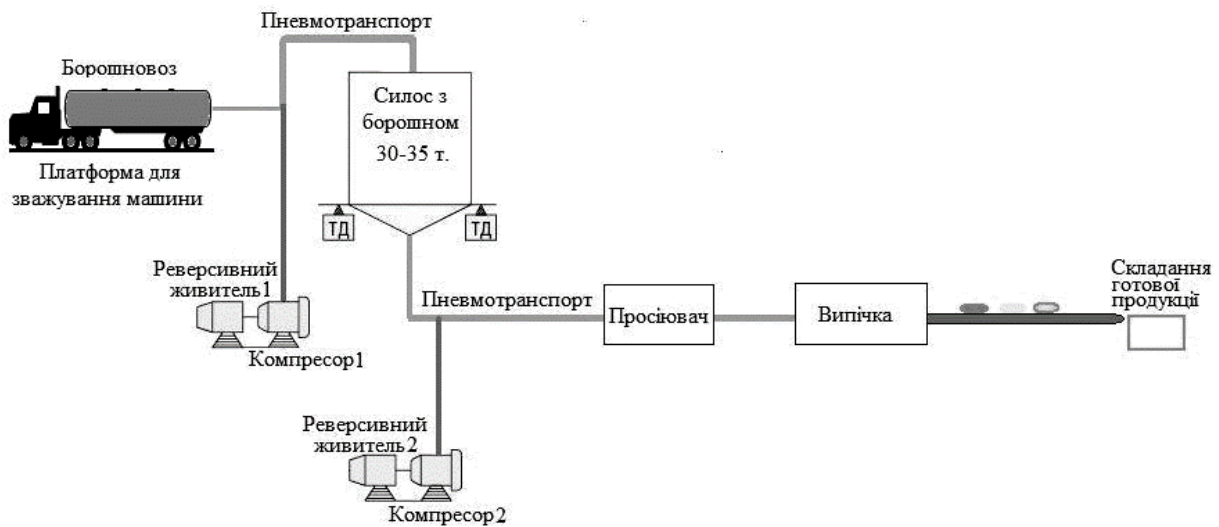 Пневмотранспорт
Борошновоз
Платформа для
зважування машини
Силос з
борошном
30-35 т.
ТД
ТД
Реверсивний
живитель1
Компресор1
Пневмотранспорт
Просіювач
Випічка
Складання
готової
продукції
Реверсивний
живитель2
Компресор2